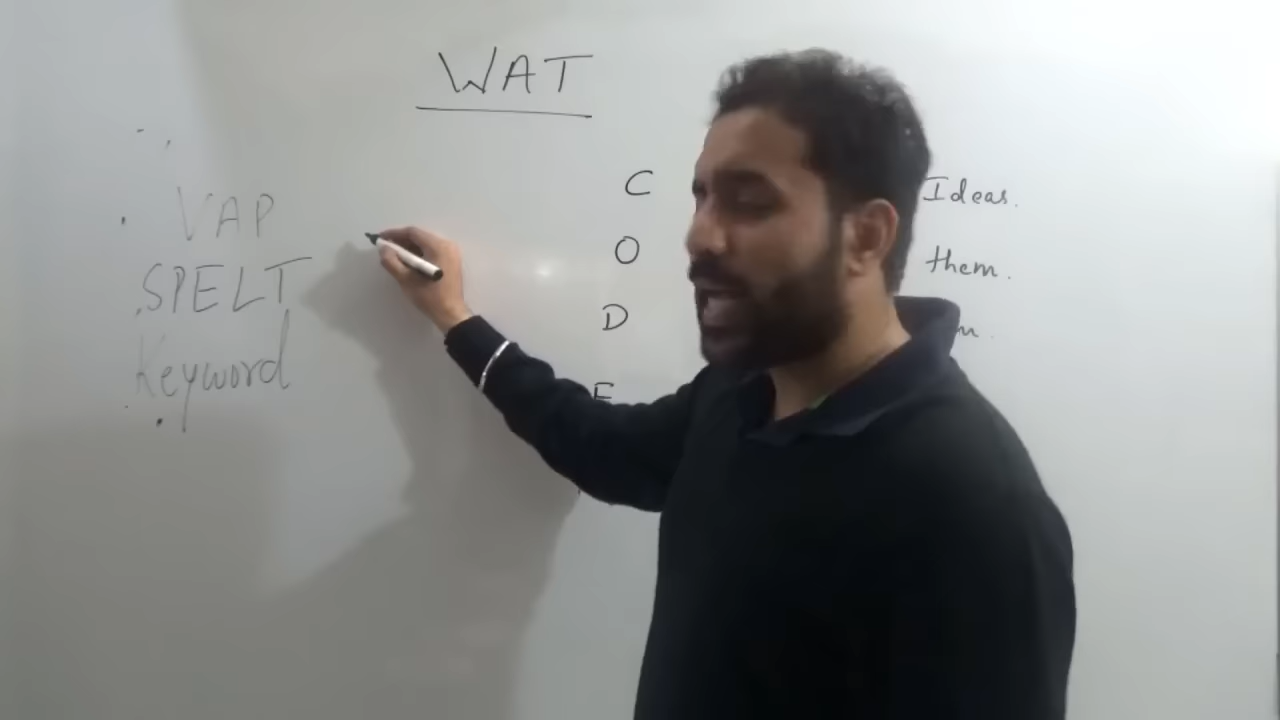 WAT
VAP
SPELT
Keyword
C Ideas.
O them.
D
E